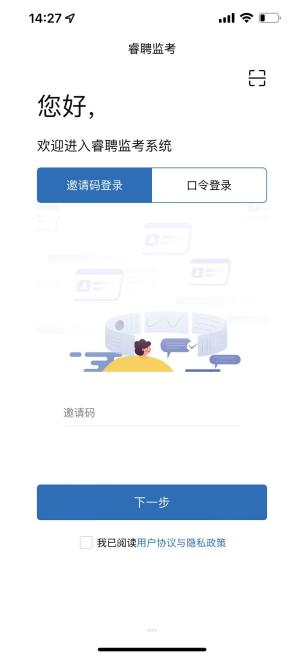 14:27
睿聘监考
您好,
欢迎进入睿聘监考系统
邀请码登录
口令登录
邀请码
下一步
我已阅读用户协议与隐私政策